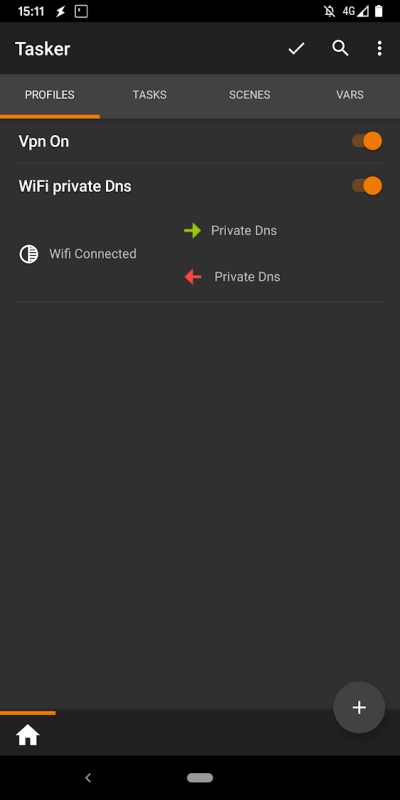 15:11
4G
Tasker
PROFILES TASKS SCENES VARS
Vpn On
WiFi private Dns
Private Dns
Wifi Connected
Private Dns